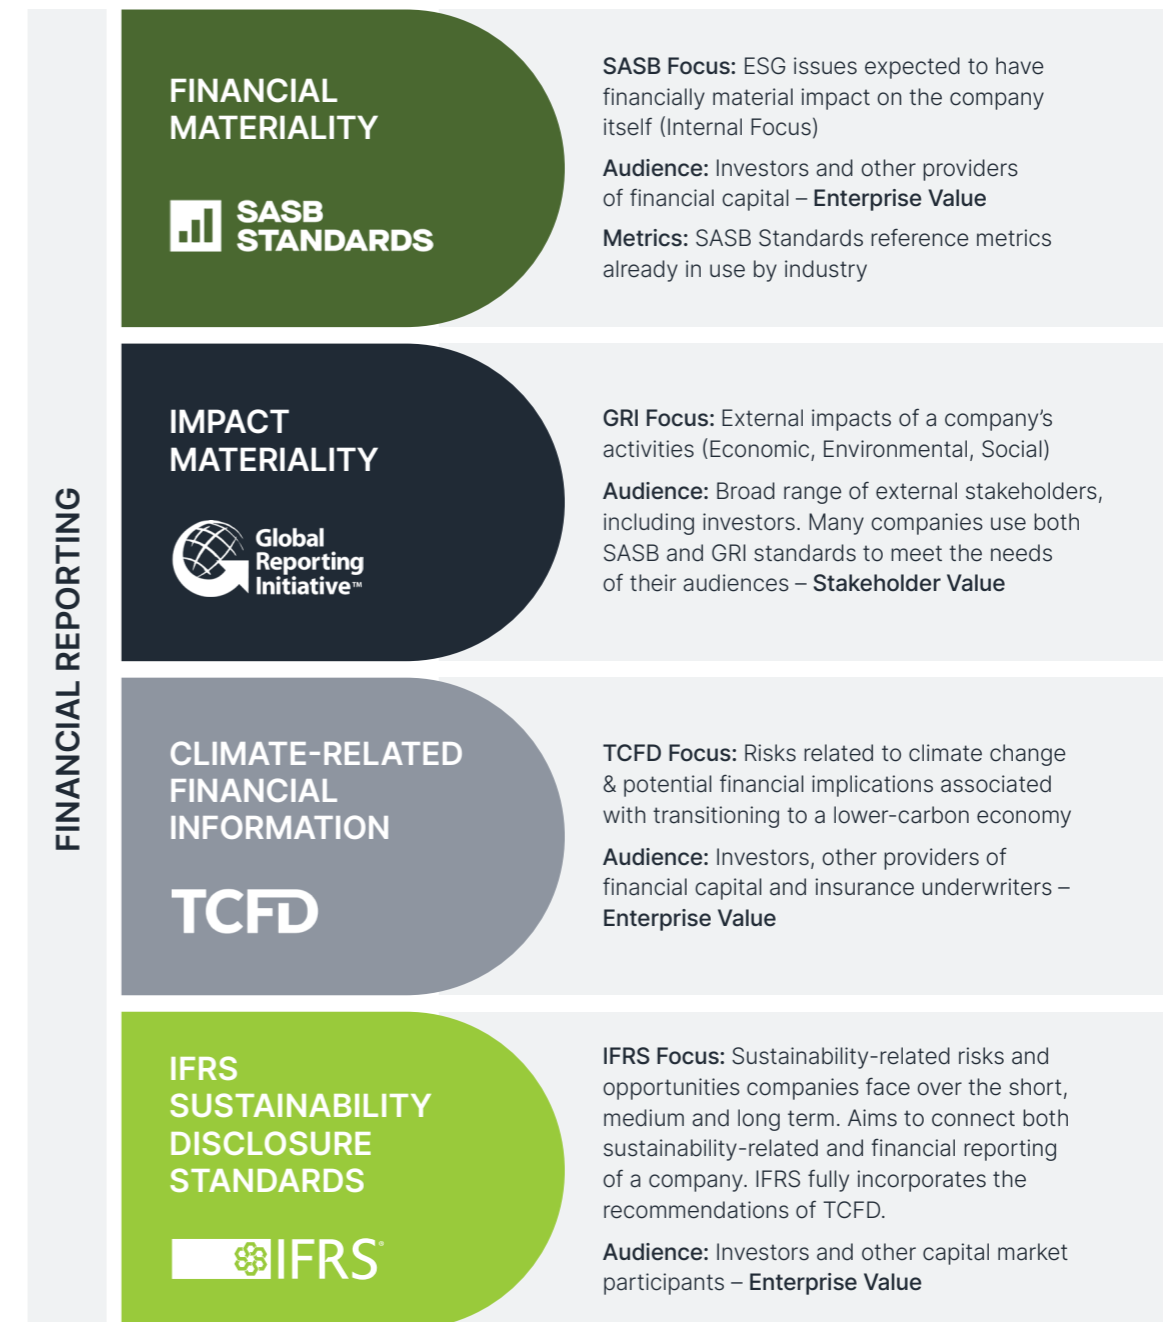 FINANCIAL REPORTING
FINANCIAL
MATERIALITY
SASB
STANDARDS
SASB Focus: ESG issues expected to have
financially material impact on the company
itself (Internal Focus)
Audience: Investors and other providers
of financial capital – Enterprise Value
Metrics: SASB Standards reference metrics
already in use by industry
IMPACT
MATERIALITY
Global
Reporting
Initiative™
GRI Focus: External impacts of a company’s
activities (Economic, Environmental, Social)
Audience: Broad range of external stakeholders,
including investors. Many companies use both
SASB and GRI standards to meet the needs
of their audiences – Stakeholder Value
CLIMATE-RELATED
FINANCIAL
INFORMATION
TCFD
TCFD Focus: Risks related to climate change
& potential financial implications associated
with transitioning to a lower-carbon economy
Audience: Investors, other providers of
financial capital and insurance underwriters –
Enterprise Value
IFRS
SUSTAINABILITY
DISCLOSURE
STANDARDS
IFRS®
IFRS Focus: Sustainability-related risks and
opportunities companies face over the short,
medium and long term. Aims to connect both
sustainability-related and financial reporting
of a company. IFRS fully incorporates the
recommendations of TCFD.
Audience: Investors and other capital market
participants – Enterprise Value